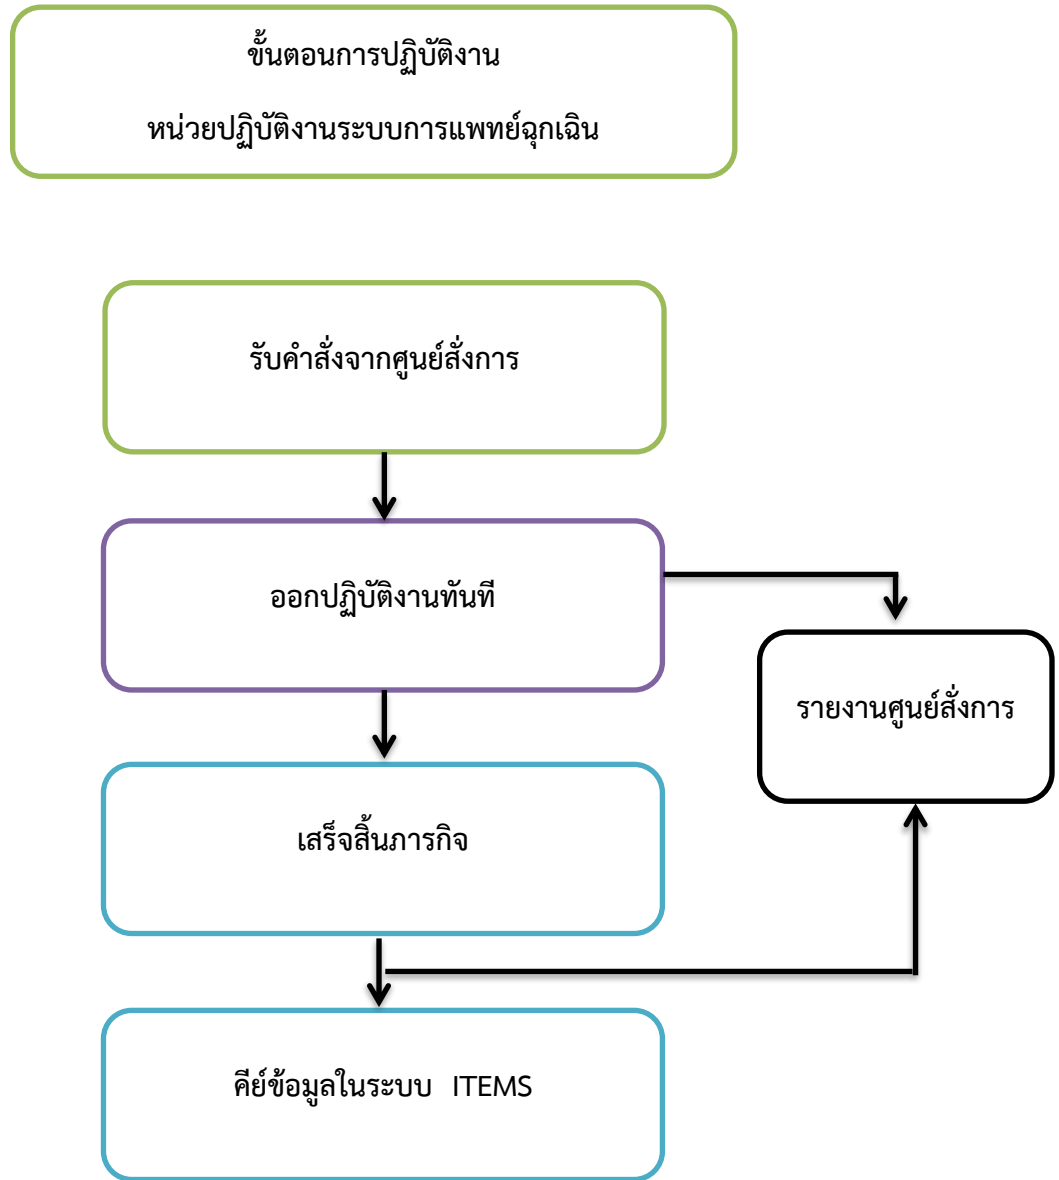 ขั้นตอนการปฏิบัติงาน
หน่วยปฏิบัติงานระบบการแพทย์ฉุกเฉิน
รับคำสั่งจากศูนย์สั่งการ
ออกปฏิบัติงานทันที
รายงานศูนย์สั่งการ
เสร็จสิ้นภารกิจ
คีย์ข้อมูลในระบบ ITEMS